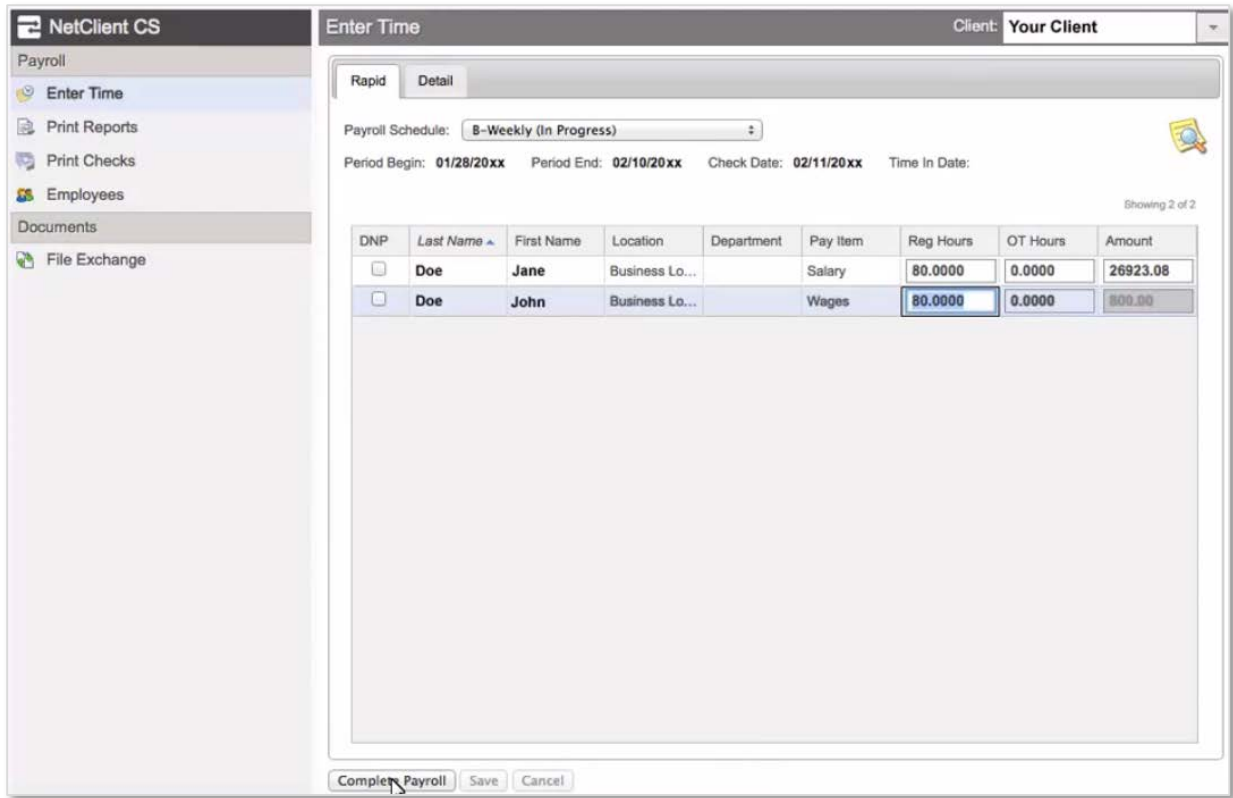 NetClient CS
Enter Time
Client: Your Client
Payroll
Enter Time
Print Reports
Print Checks
Employees
Documents
File Exchange
Rapid Detail
Payroll Schedule: B-Weekly (In Progress)
Period Begin: 01/28/20xx Period End: 02/10/20xx Check Date: 02/11/20xx Time In Date:
Showing 2 of 2
DNP Last Name First Name Location Department Pay Item Reg Hours OT Hours Amount
Doe Jane Business Lo... Salary 80.0000 0.0000 26923.08
Doe John Business Lo... Wages 80.0000 0.0000 800.00
Complete Payroll Save Cancel